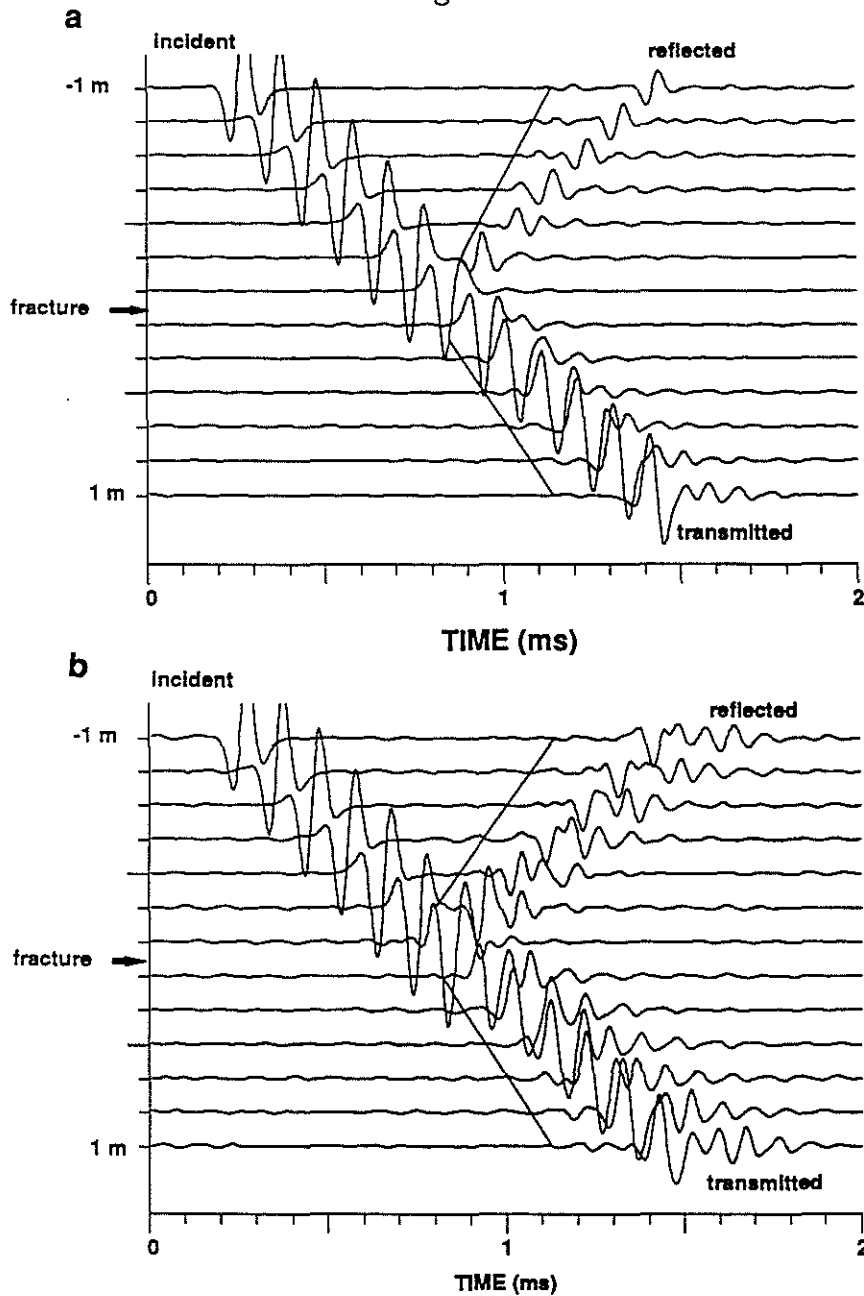 a
incident
reflected
-1 m
fracture
1 m
transmitted
0 1 2
TIME (ms)
b
incident
reflected
-1 m
fracture
1 m
transmitted
0 1 2
TIME (ms)